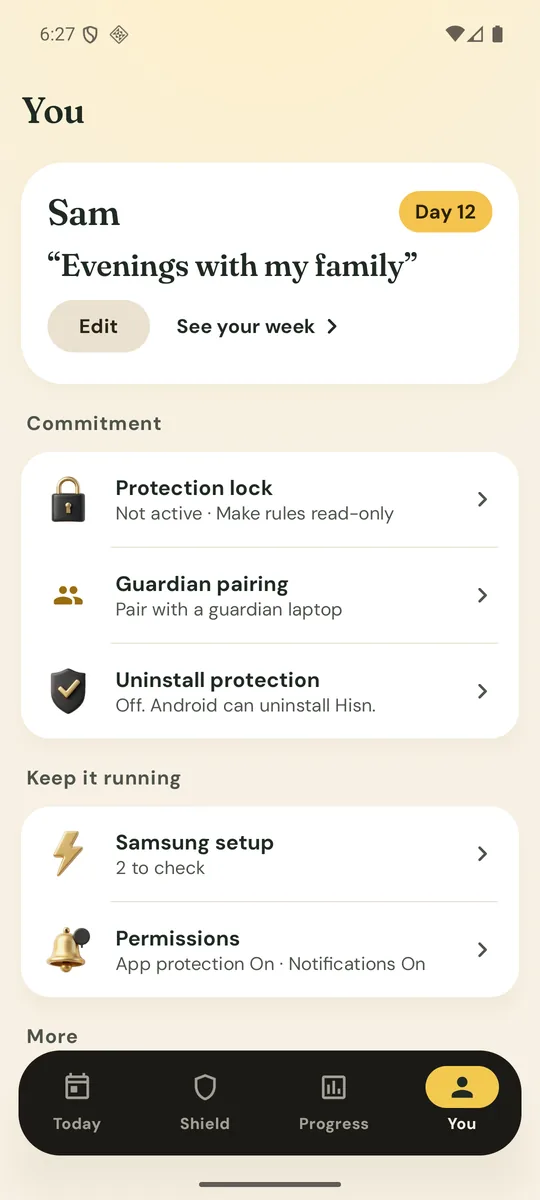 6:27
You
Sam
Day 12
“Evenings with my family”
Edit
See your week
Commitment
Protection lock
Not active · Make rules read-only
Guardian pairing
Pair with a guardian laptop
Uninstall protection
Off. Android can uninstall Hisn.
Keep it running
Samsung setup
2 to check
Permissions
App protection On · Notifications On
More
Today
Shield
Progress
You